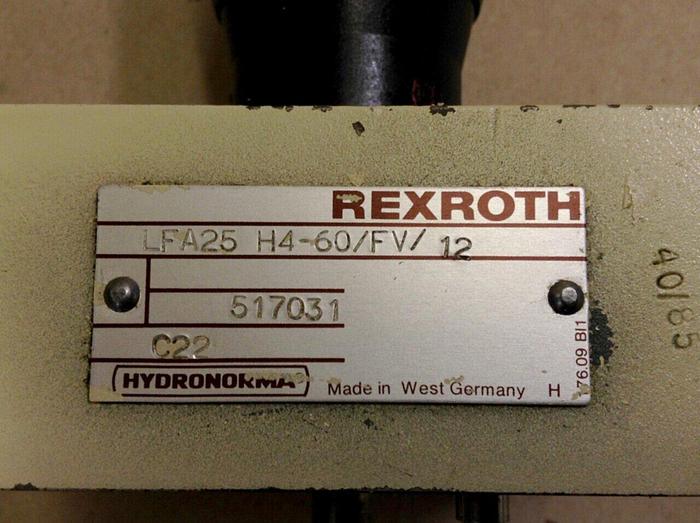 REXROTH
LFA25 H4-60/FV/ 12
517031
C22
HYDRONORMA
Made in West Germany H
76.09 Bl1
40/85